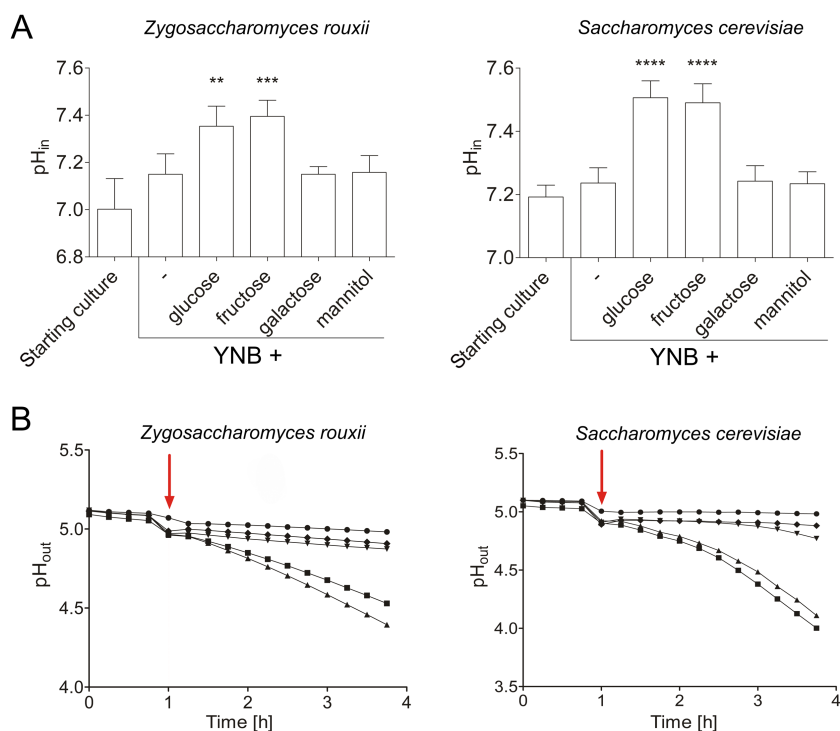 A
Zygosaccharomyces rouxii
Saccharomyces cerevisiae
pHin
7.6
7.4
7.2
7.0
6.8
** ***
Starting culture
-
glucose
fructose
galactose
mannitol
YNB +
pHin
7.6
7.4
7.2
7.0
**** ****
Starting culture
-
glucose
fructose
galactose
mannitol
YNB +
B
Zygosaccharomyces rouxii
Saccharomyces cerevisiae
pHout
5.5
5.0
4.5
4.0
0 1 2 3 4
Time [h]
pHout
5.5
5.0
4.5
4.0
3.5
0 1 2 3 4
Time [h]